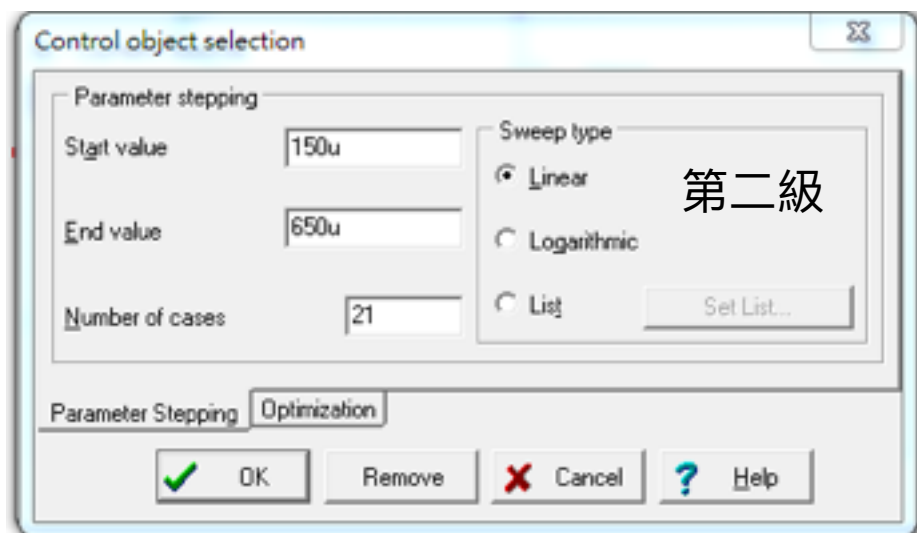 Control object selection
Parameter stepping
Start value
150u
End value
650u
Number of cases
21
Sweep type
Linear
第二級
Logarithmic
List
Set List...
Parameter Stepping
Optimization
OK
Remove
Cancel
? Help